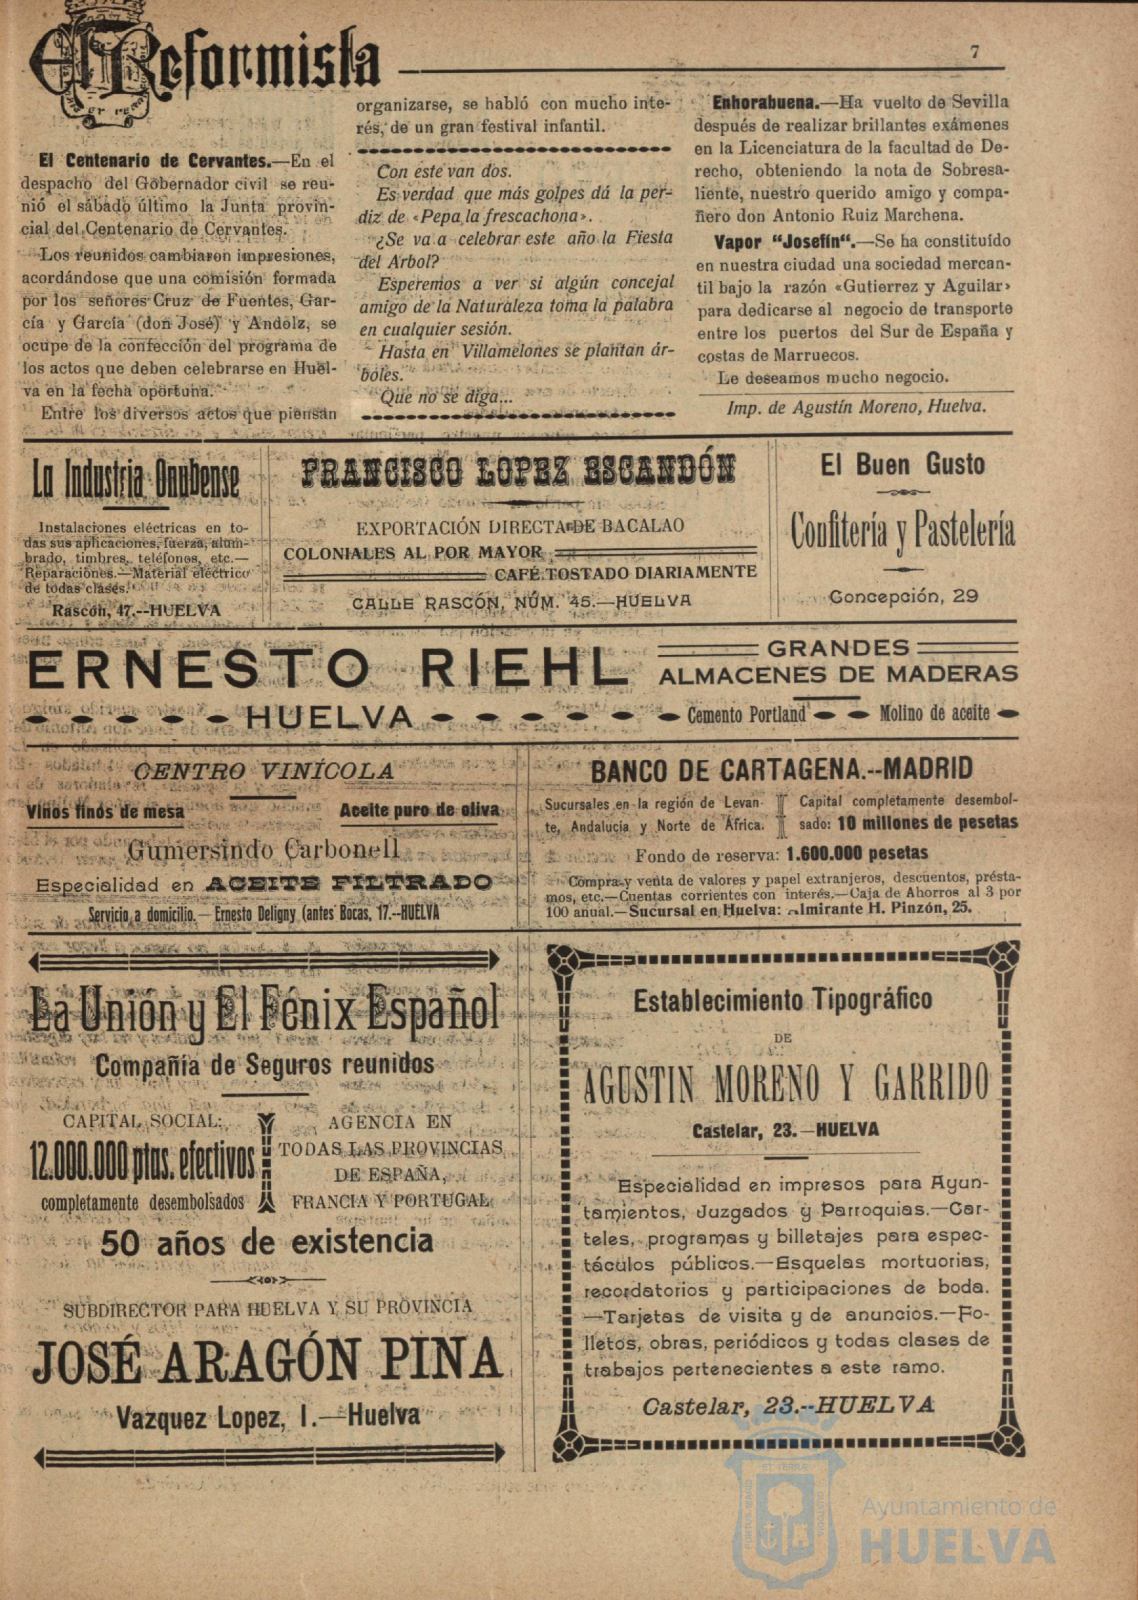 El Reformista
7
El Centenario de Cervantes.—En el
despacho del Gobernador civil se reu-
nió el sábado último la Junta provin-
cial del Centenario de Cervantes.
Los reunidos cambiaron impresiones,
acordándose que una comisión formada
por los señores Cruz de Fuentes, Gar-
cía y García (don José) y Andolz, se
ocupe de la confección del programa de
los actos que deben celebrarse en Huel-
va en la fecha oportuna.
Entre los diversos actos que piensan
organizarse, se habló con mucho inte-
rés, de un gran festival infantil.
Con este van dos.
Es verdad que más golpes dá la per-
diz de «Pepa la frescachona».
¿Se va a celebrar este año la Fiesta
del Arbol?
Esperemos a ver si algún concejal
amigo de la Naturaleza toma la palabra
en cualquier sesión.
Hasta en Villamelones se plantan ár-
boles.
Que no se diga...
Enhorabuena.—Ha vuelto de Sevilla
después de realizar brillantes exámenes
en la Licenciatura de la facultad de De-
recho, obteniendo la nota de Sobresa-
liente, nuestro querido amigo y compa-
ñero don Antonio Ruiz Marchena.
Vapor "Josefín".—Se ha constituído
en nuestra ciudad una sociedad mercan-
til bajo la razón «Gutierrez y Aguilar»
para dedicarse al negocio de transporte
entre los puertos del Sur de España y
costas de Marruecos.
Le deseamos mucho negocio.
Imp. de Agustín Moreno, Huelva.
La Industria Onubense
Instalaciones eléctricas en to-
das sus aplicaciones, fuerza, alum-
brado, timbres, teléfonos, etc.—
Reparaciones.—Material eléctrico
de todas clases.
Rascón, 47.--HUELVA
FRANCISCO LOPEZ ESCANDÓN
EXPORTACIÓN DIRECTA DE BACALAO
COLONIALES AL POR MAYOR
CAFÉ TOSTADO DIARIAMENTE
CALLE RASCÓN, NÚM. 45.—HUELVA
El Buen Gusto
Confitería y Pastelería
Concepción, 29
ERNESTO RIEHL
HUELVA
GRANDES
ALMACENES DE MADERAS
Cemento Portland Molino de aceite
CENTRO VINÍCOLA
Vinos finos de mesa Aceite puro de oliva
Gumersindo Carbonell
Especialidad en ACEITE FILTRADO
Servicio a domicilio.—Ernesto Deligny, (antes Bocas, 17.--HUELVA
BANCO DE CARTAGENA.--MADRID
Sucursales en la región de Levan-
te, Andalucia y Norte de África.
Capital completamente desembol-
sado: 10 millones de pesetas
Fondo de reserva: 1.600.000 pesetas
Compra y venta de valores y papel extranjeros, descuentos, présta-
mos, etc.—Cuentas corrientes con interés.—Caja de Ahorros al 3 por
100 anual.—Sucursal en Huelva: Almirante H. Pinzón, 25.
La Unión y El Fénix Español
Compañía de Seguros reunidos
CAPITAL SOCIAL:
12.000.000 ptas. efectivos
completamente desembolsados
AGENCIA EN
TODAS LAS PROVINCIAS
DE ESPAÑA,
FRANCIA Y PORTUGAL
50 años de existencia
SUBDIRECTOR PARA HUELVA Y SU PROVINCIA
JOSÉ ARAGÓN PINA
Vazquez Lopez, 1.—Huelva
Establecimiento Tipográfico
DE
AGUSTIN MORENO Y GARRIDO
Castelar, 23.—HUELVA
Especialidad en impresos para Ayun-
tamientos, Juzgados y Parroquias.—Car-
teles, programas y billetajes para espec-
táculos públicos.—Esquelas mortuorias,
recordatorios y participaciones de boda.
—Tarjetas de visita y de anuncios.—Fo-
lletos, obras, periódicos y todas clases de
trabajos pertenecientes a este ramo.
Castelar, 23.--HUELVA
Ayuntamiento de
HUELVA